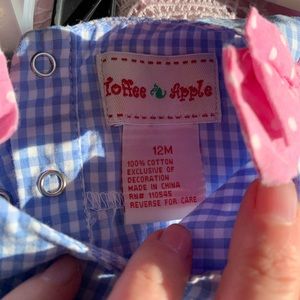 Toffee Apple
12M
100% COTTON
EXCLUSIVE OF
DECORATION
MADE IN CHINA
RN# 110545
REVERSE FOR CARE